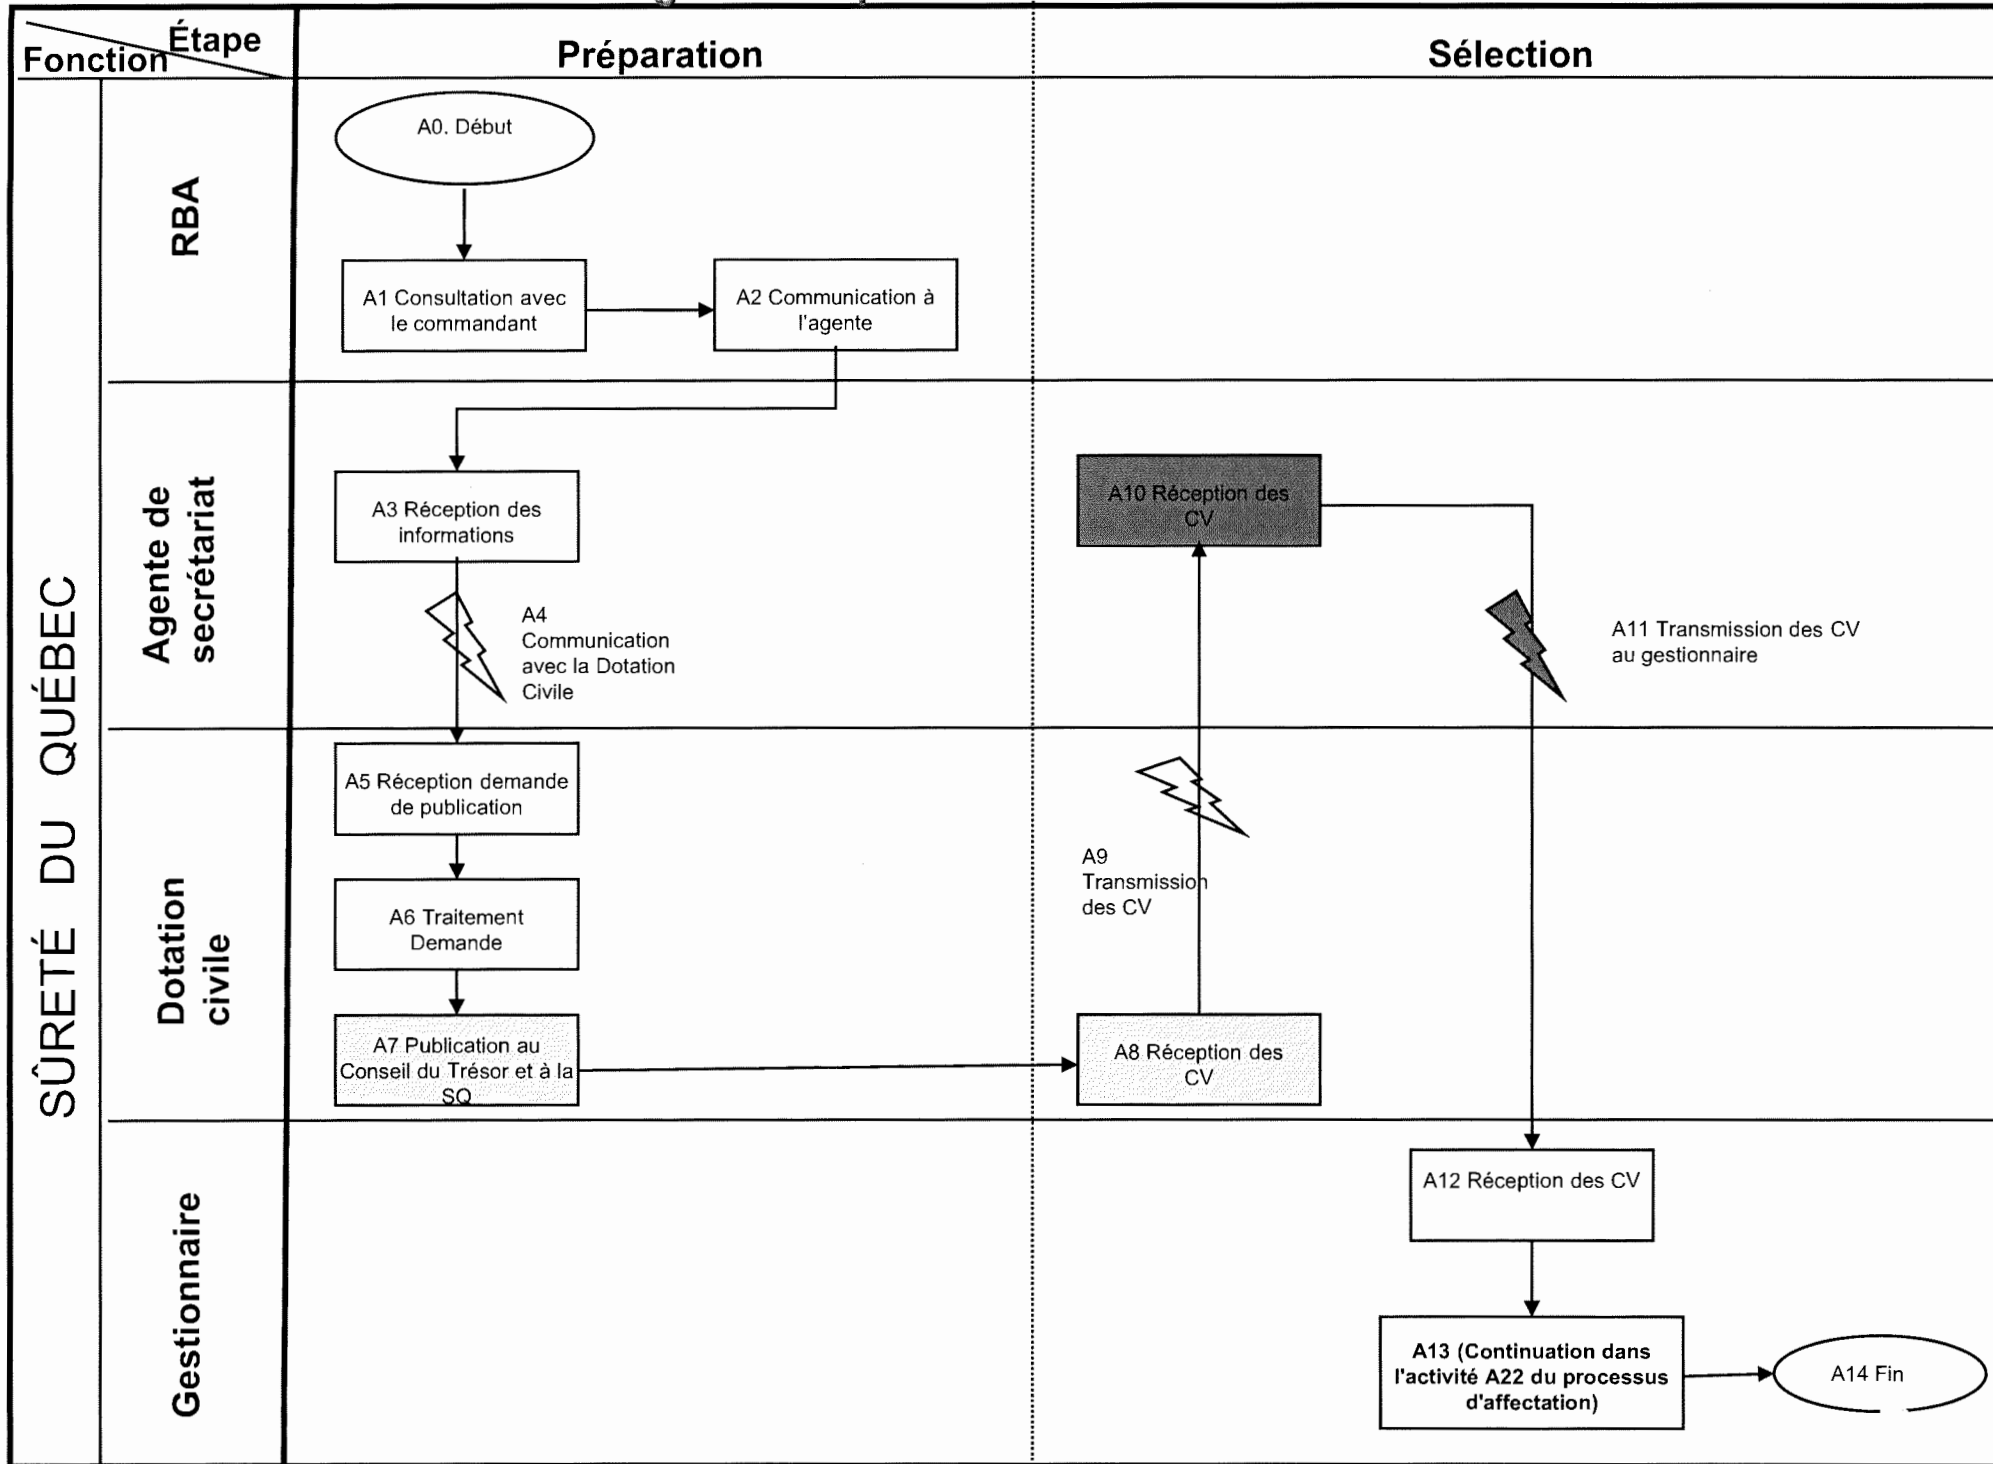 Étape
Fonction
Préparation
Sélection
SÛRETÉ DU QUÉBEC
RBA
A0. Début
A1 Consultation avec
le commandant
A2 Communication à
l'agente
Agente de
secrétariat
A3 Réception des
informations
A4
Communication
avec la Dotation
Civile
A10 Réception des
CV
A11 Transmission des CV
au gestionnaire
Dotation
civile
A5 Réception demande
de publication
A6 Traitement
Demande
A7 Publication au
Conseil du Trésor et à la
SQ
A9
Transmission
des CV
A8 Réception des
CV
Gestionnaire
A12 Réception des CV
A13 (Continuation dans
l'activité A22 du processus
d'affectation)
A14 Fin